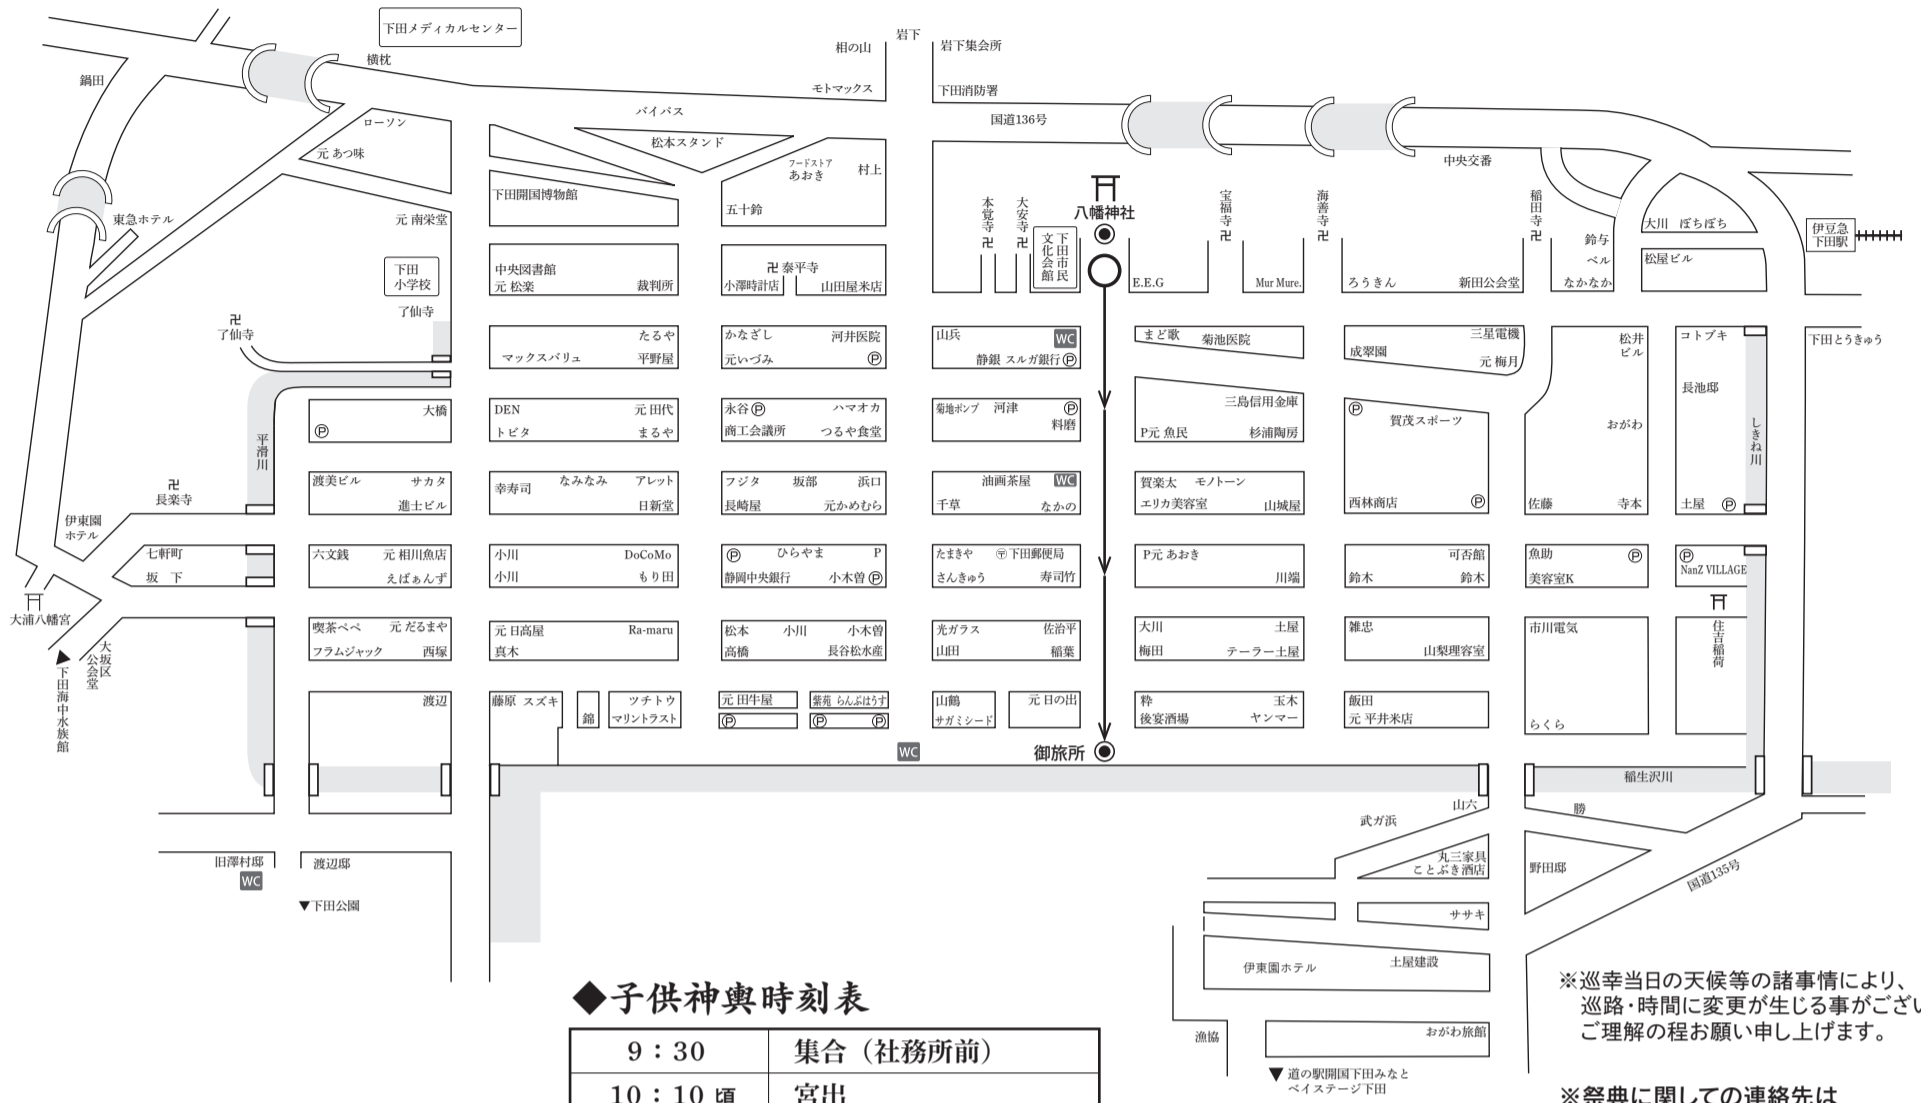 下田メディカルセンター
岩下
相の山
岩下集会所
横枕
鍋田
モトマックス
下田消防署
バイパス
国道136号
ローソン
松本スタンド
元 あつ味
フードストア
あおき
村上
中央交番
下田開国博物館
五十鈴
本覚寺 卍
大安寺 卍
下田市民
文化会館
八幡神社
宝福寺 卍
海善寺 卍
稲田寺 卍
東急ホテル
元 南栄堂
鈴与
ベル
なかなか
大川 ぽちぽち
松屋ビル
伊豆急
下田駅
下田
小学校
中央図書館
元 松楽
裁判所
卍 泰平寺
小澤時計店
山田屋米店
E.E.G
Mur Mure.
ろうきん
新田公会堂
了仙寺
卍
了仙寺
たるや
マックスバリュ
平野屋
かなざし
河井医院
元いづみ
Ⓟ
山兵
WC
静銀 スルガ銀行Ⓟ
まど歌
菊池医院
成翠園
三星電機
元 梅月
松井
ビル
コトブキ
下田とうきゅう
長池邸
大橋
Ⓟ
DEN
元 田代
トビタ
まるや
永谷Ⓟ
ハマオカ
商工会議所
つるや食堂
菊地ポンプ
河津
Ⓟ
料磨
三島信用金庫
P元 魚民
杉浦陶房
Ⓟ
賀茂スポーツ
おがわ
しきね川
平滑川
渡美ビル
サカタ
進士ビル
幸寿司
なみなみ
アレット
日新堂
フジタ
坂部
浜口
長崎屋
元かめむら
油画茶屋
WC
千草
なかの
賀楽太
モノトーン
エリカ美容室
山城屋
西林商店
Ⓟ
佐藤
寺本
土屋
Ⓟ
卍
長楽寺
伊東園
ホテル
七軒町
坂 下
六文銭
元 相川魚店
えばぁんず
小川
DoCoMo
小川
もり田
Ⓟ
ひらやま
P
静岡中央銀行
小木曽Ⓟ
たまきや
〶下田郵便局
さんきゅう
寿司竹
P元 あおき
川端
可否館
鈴木
鈴木
魚助
Ⓟ
美容室K
Ⓟ
NanZ VILLAGE
住吉稲荷
大浦八幡宮
大坂区
公会堂
▲下田海中水族館
喫茶ペペ
元 だるまや
フラムジャック
西塚
元 日高屋
Ra-maru
真木
松本
小川
小木曽
高橋
長谷松水産
光ガラス
佐治平
山田
稲葉
大川
土屋
梅田
テーラー土屋
雑忠
山梨理容室
市川電気
渡辺
藤原 スズキ
錦
ツチトウ
マリントラスト
元 田牛屋
Ⓟ
紫苑 らんぷはうす
Ⓟ
Ⓟ
山鶴
サガミシード
元 日の出
粋
玉木
後宴酒場
ヤンマー
飯田
元 平井米店
らくら
WC
御旅所
稲生沢川
山六
勝
武ガ浜
旧澤村邸
WC
渡辺邸
▼下田公園
丸三家具
ことぶき酒店
野田邸
国道135号
ササキ
伊東園ホテル
土屋建設
漁協
おがわ旅館
▼ 道の駅開国下田みなと
ベイステージ下田
◆子供神輿時刻表
9：30 集合（社務所前）
10：10 頃 宮出
※巡幸当日の天候等の諸事情により、
巡路・時間に変更が生じる事がござい
ご理解の程お願い申し上げます。
※祭典に関しての連絡先は